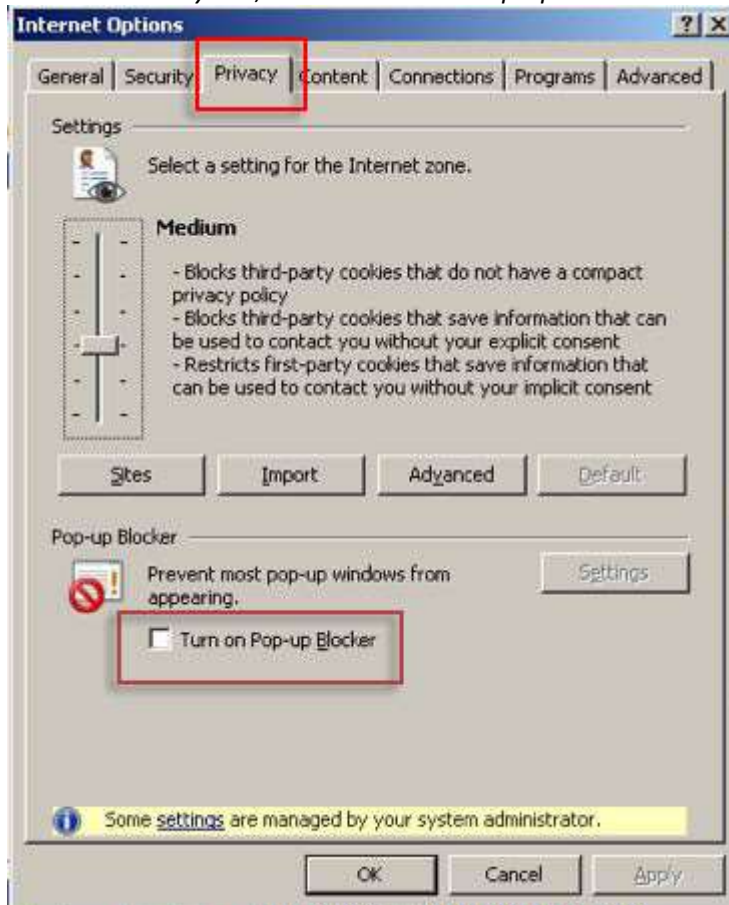 Internet Options
General Security Privacy Content Connections Programs Advanced
Settings
Select a setting for the Internet zone.
Medium
- Blocks third-party cookies that do not have a compact
privacy policy
- Blocks third-party cookies that save information that can
be used to contact you without your explicit consent
- Restricts first-party cookies that save information that
can be used to contact you without your implicit consent
Sites Import Advanced Default
Pop-up Blocker
Prevent most pop-up windows from Settings
appearing.
Turn on Pop-up Blocker
Some settings are managed by your system administrator.
OK Cancel Apply